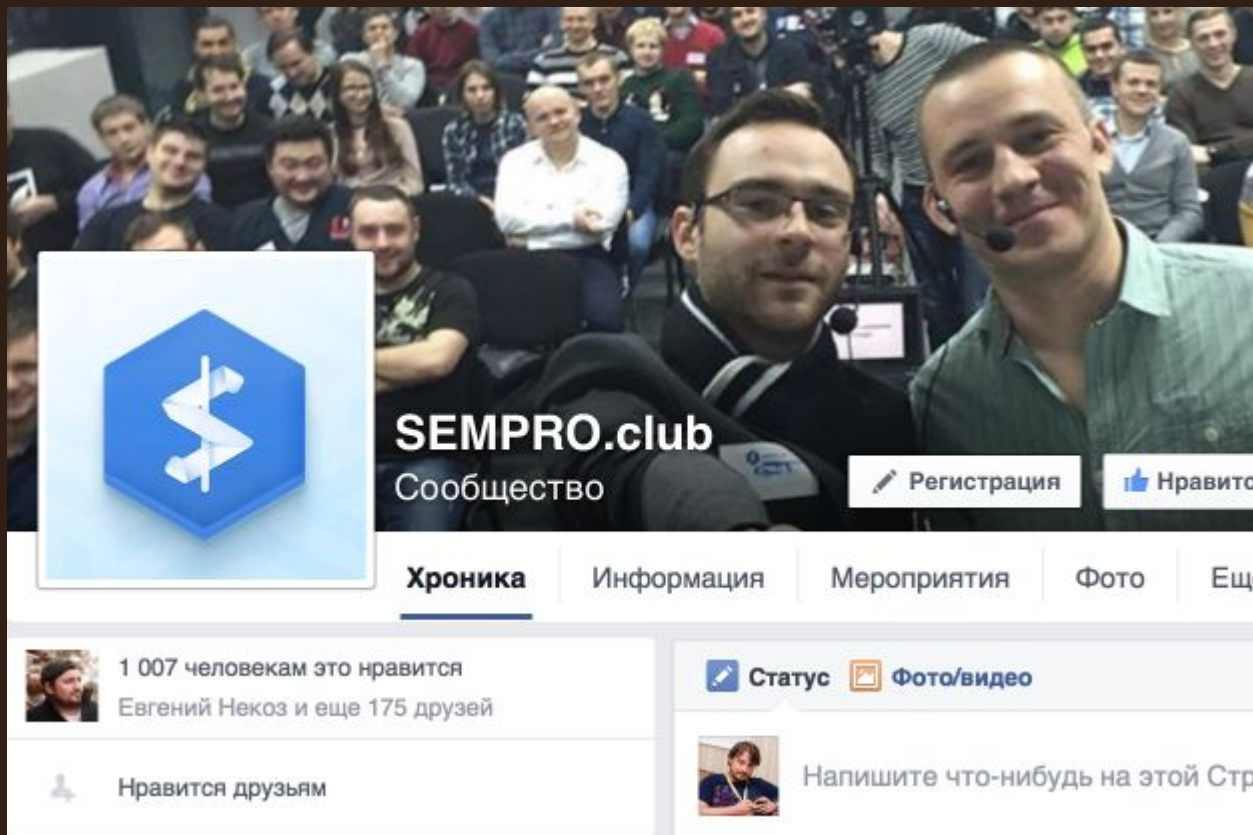 SEMPRO.club
Сообщество
Регистрация
Нравитс
Хроника
Информация
Мероприятия
Фото
Ещё
1 007 человекам это нравится
Евгений Некоз и еще 175 друзей
Нравится друзьям
Статус
Фото/видео
Напишите что-нибудь на этой Стр